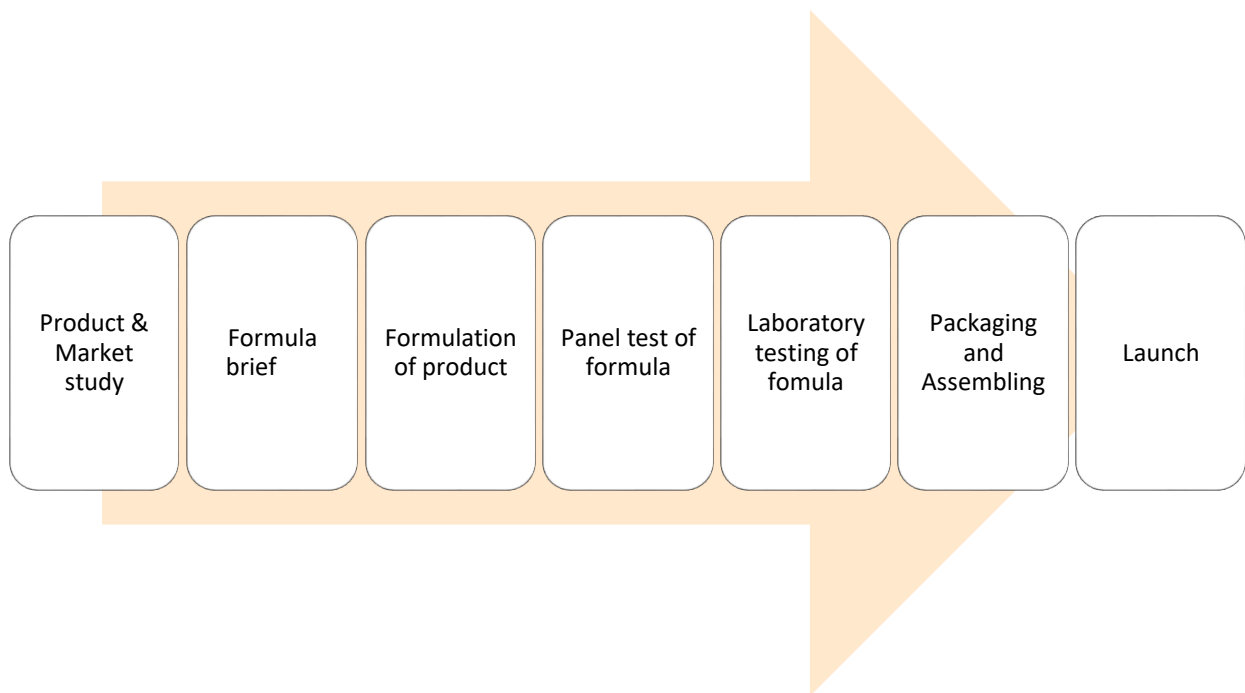 Product &
Market
study
Formula
brief
Formulation
of product
Panel test of
formula
Laboratory
testing of
fomula
Packaging
and
Assembling
Launch